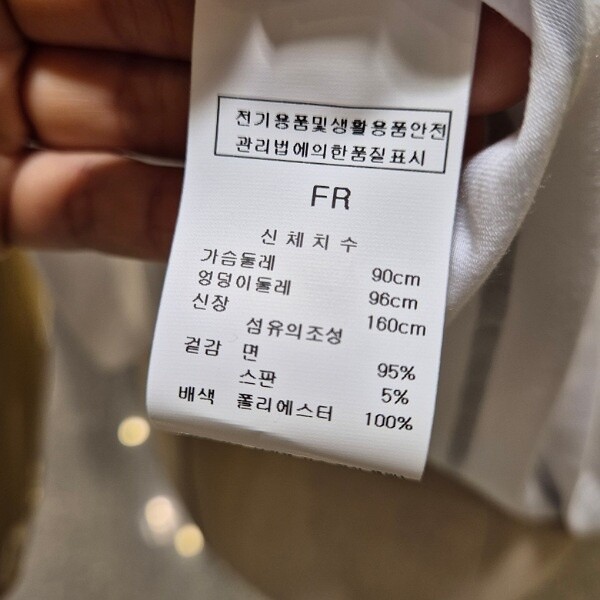 전기용품및생활용품안전
관리법에의한품질표시
FR
신체치수
가슴둘레 90cm
엉덩이둘레 96cm
신장 160cm
섬유의조성
겉감 면 95%
스판 5%
배색 폴리에스터 100%